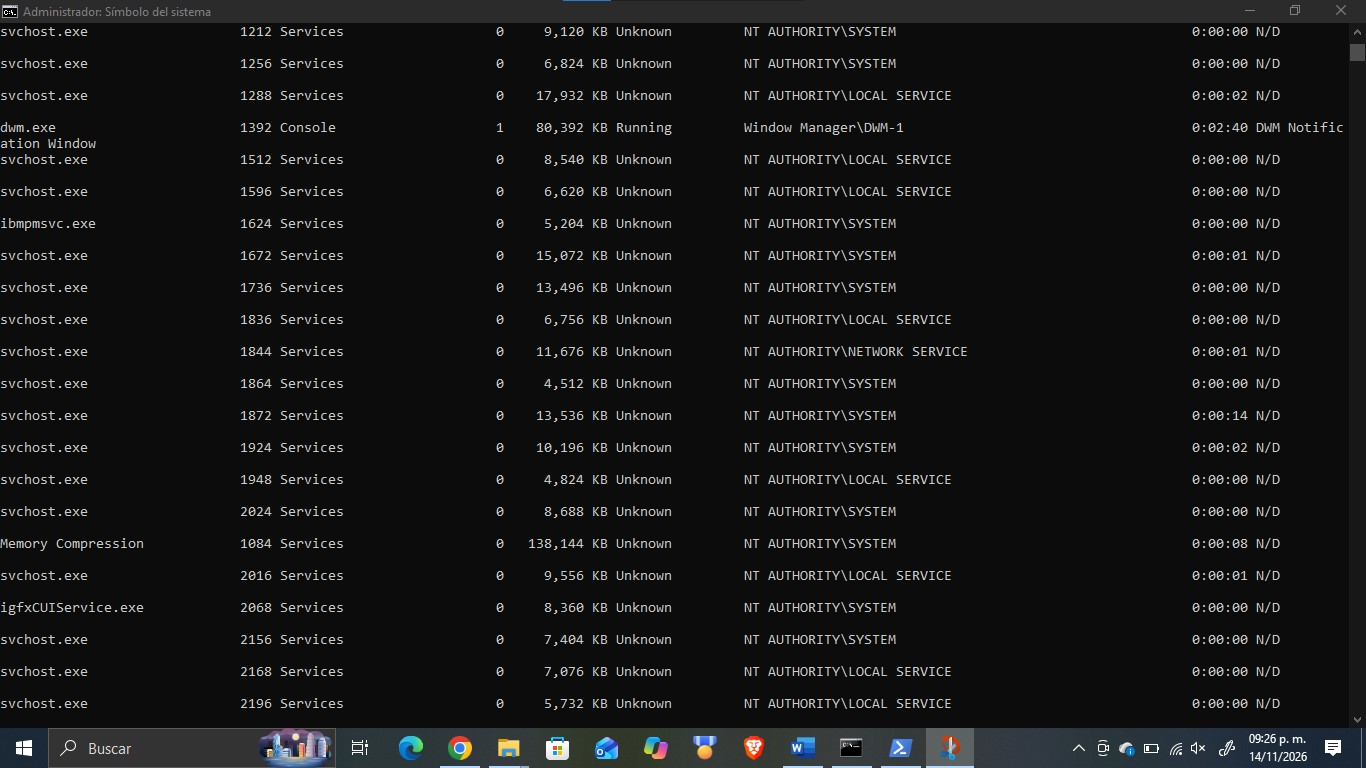 Administrador: Símbolo del sistema
svchost.exe 1212 Services 0 9,120 KB Unknown NT AUTHORITY\SYSTEM 0:00:00 N/D
svchost.exe 1256 Services 0 6,824 KB Unknown NT AUTHORITY\SYSTEM 0:00:00 N/D
svchost.exe 1288 Services 0 17,932 KB Unknown NT AUTHORITY\LOCAL SERVICE 0:00:02 N/D
dwm.exe 1392 Console 1 80,392 KB Running Window Manager\DWM-1 0:02:40 DWM Notific
ation Window
svchost.exe 1512 Services 0 8,540 KB Unknown NT AUTHORITY\LOCAL SERVICE 0:00:00 N/D
svchost.exe 1596 Services 0 6,620 KB Unknown NT AUTHORITY\LOCAL SERVICE 0:00:00 N/D
ibmpmsvc.exe 1624 Services 0 5,204 KB Unknown NT AUTHORITY\SYSTEM 0:00:00 N/D
svchost.exe 1672 Services 0 15,072 KB Unknown NT AUTHORITY\SYSTEM 0:00:01 N/D
svchost.exe 1736 Services 0 13,496 KB Unknown NT AUTHORITY\SYSTEM 0:00:00 N/D
svchost.exe 1836 Services 0 6,756 KB Unknown NT AUTHORITY\LOCAL SERVICE 0:00:00 N/D
svchost.exe 1844 Services 0 11,676 KB Unknown NT AUTHORITY\NETWORK SERVICE 0:00:01 N/D
svchost.exe 1864 Services 0 4,512 KB Unknown NT AUTHORITY\SYSTEM 0:00:00 N/D
svchost.exe 1872 Services 0 13,536 KB Unknown NT AUTHORITY\SYSTEM 0:00:14 N/D
svchost.exe 1924 Services 0 10,196 KB Unknown NT AUTHORITY\SYSTEM 0:00:02 N/D
svchost.exe 1948 Services 0 4,824 KB Unknown NT AUTHORITY\LOCAL SERVICE 0:00:00 N/D
svchost.exe 2024 Services 0 8,688 KB Unknown NT AUTHORITY\SYSTEM 0:00:00 N/D
Memory Compression 1084 Services 0 138,144 KB Unknown NT AUTHORITY\SYSTEM 0:00:08 N/D
svchost.exe 2016 Services 0 9,556 KB Unknown NT AUTHORITY\LOCAL SERVICE 0:00:01 N/D
igfxCUIService.exe 2068 Services 0 8,360 KB Unknown NT AUTHORITY\SYSTEM 0:00:00 N/D
svchost.exe 2156 Services 0 7,404 KB Unknown NT AUTHORITY\SYSTEM 0:00:00 N/D
svchost.exe 2168 Services 0 7,076 KB Unknown NT AUTHORITY\LOCAL SERVICE 0:00:00 N/D
svchost.exe 2196 Services 0 5,732 KB Unknown NT AUTHORITY\LOCAL SERVICE 0:00:00 N/D
Buscar
09:26 p. m.
14/11/2026